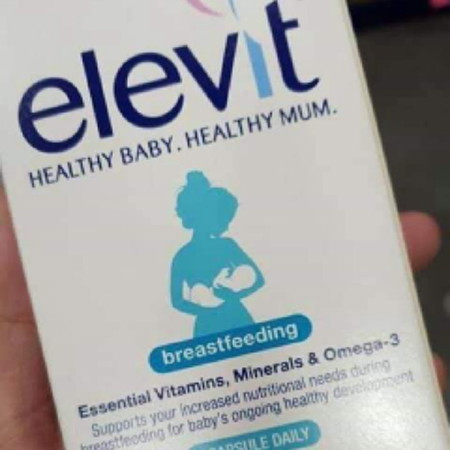 elevit
HEALTHY BABY. HEALTHY MUM.
breastfeeding
Essential Vitamins, Minerals & Omega-3
Supports your increased nutritional needs during
breastfeeding for baby's ongoing healthy development
DAILY